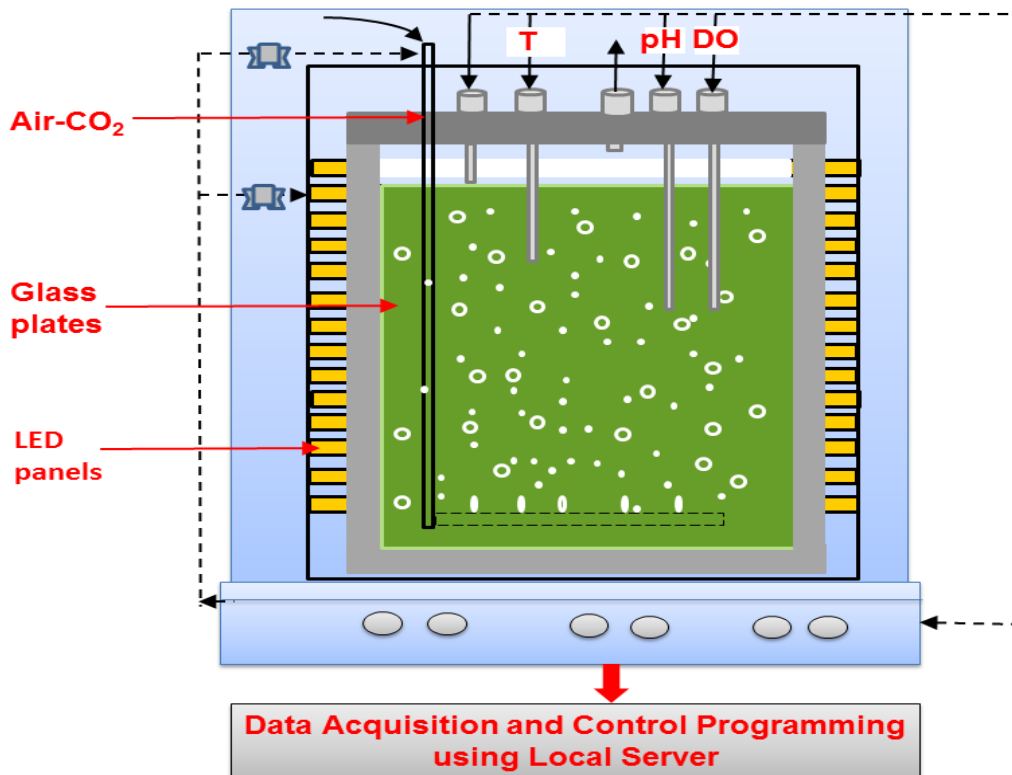 T
pH DO
Air-CO₂
Glass
plates
LED
panels
Data Acquisition and Control Programming
using Local Server